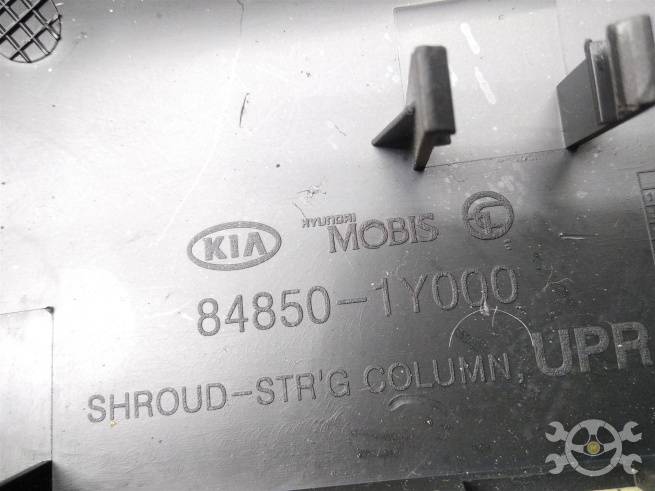 KIA HYUNDAI MOBIS
84850-1Y000
SHROUD-STR'G COLUMN, UPR